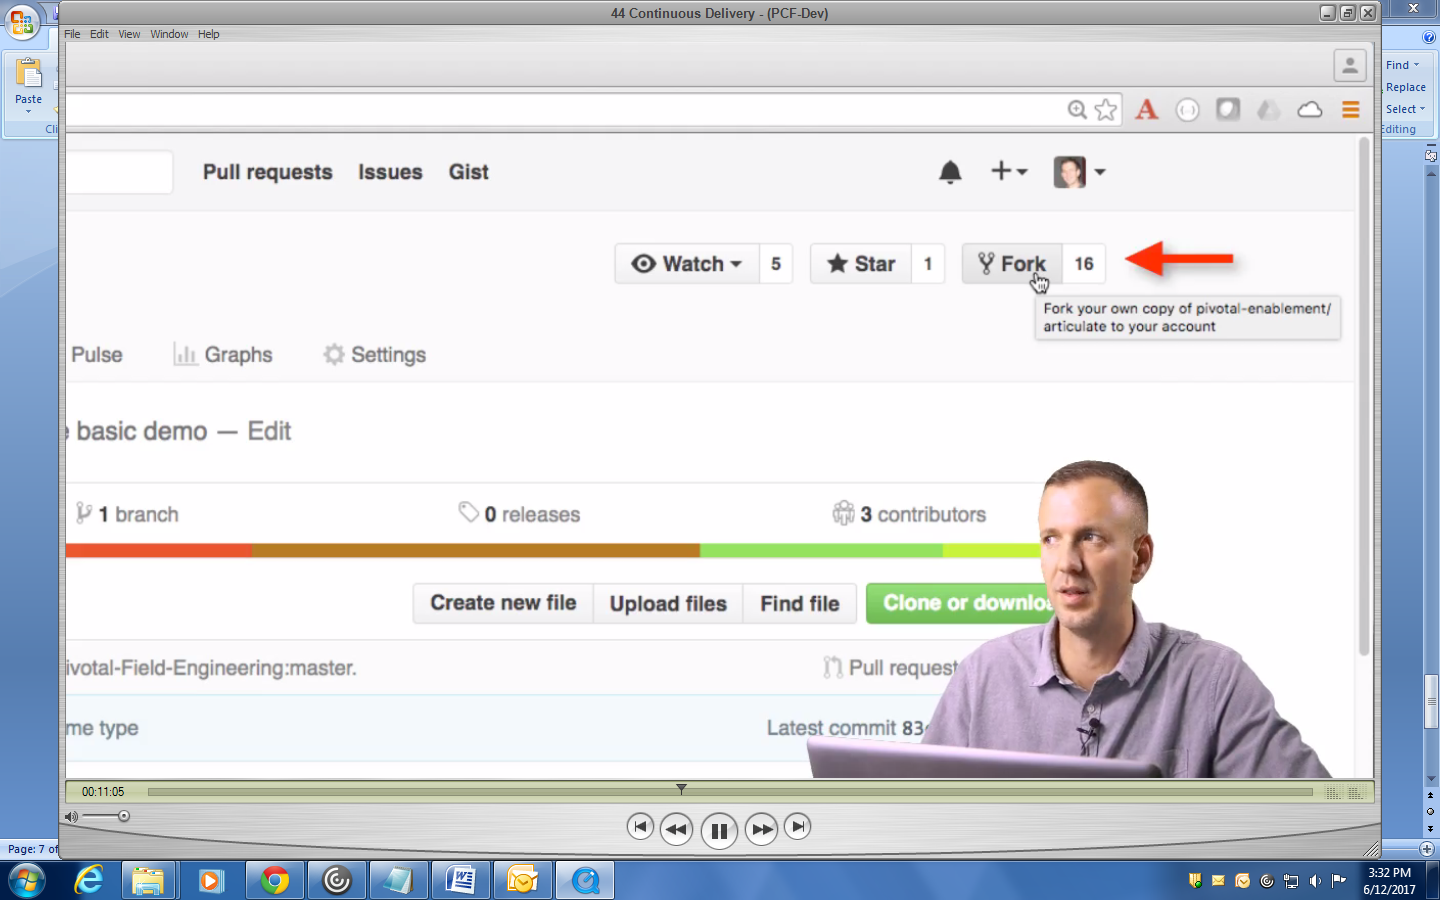 44 Continuous Delivery - (PCF-Dev)
File Edit View Window Help
Paste
Find
Replace
Select
Editing
Pull requests Issues Gist
Watch 5 Star 1 Fork 16
Fork your own copy of pivotal-enablement/
articulate to your account
Pulse Graphs Settings
basic demo — Edit
1 branch 0 releases 3 contributors
Create new file Upload files Find file Clone or downlo
ivotal-Field-Engineering:master. Pull request
me type Latest commit 83
00:11:05
Page: 7 of
3:32 PM
6/12/2017